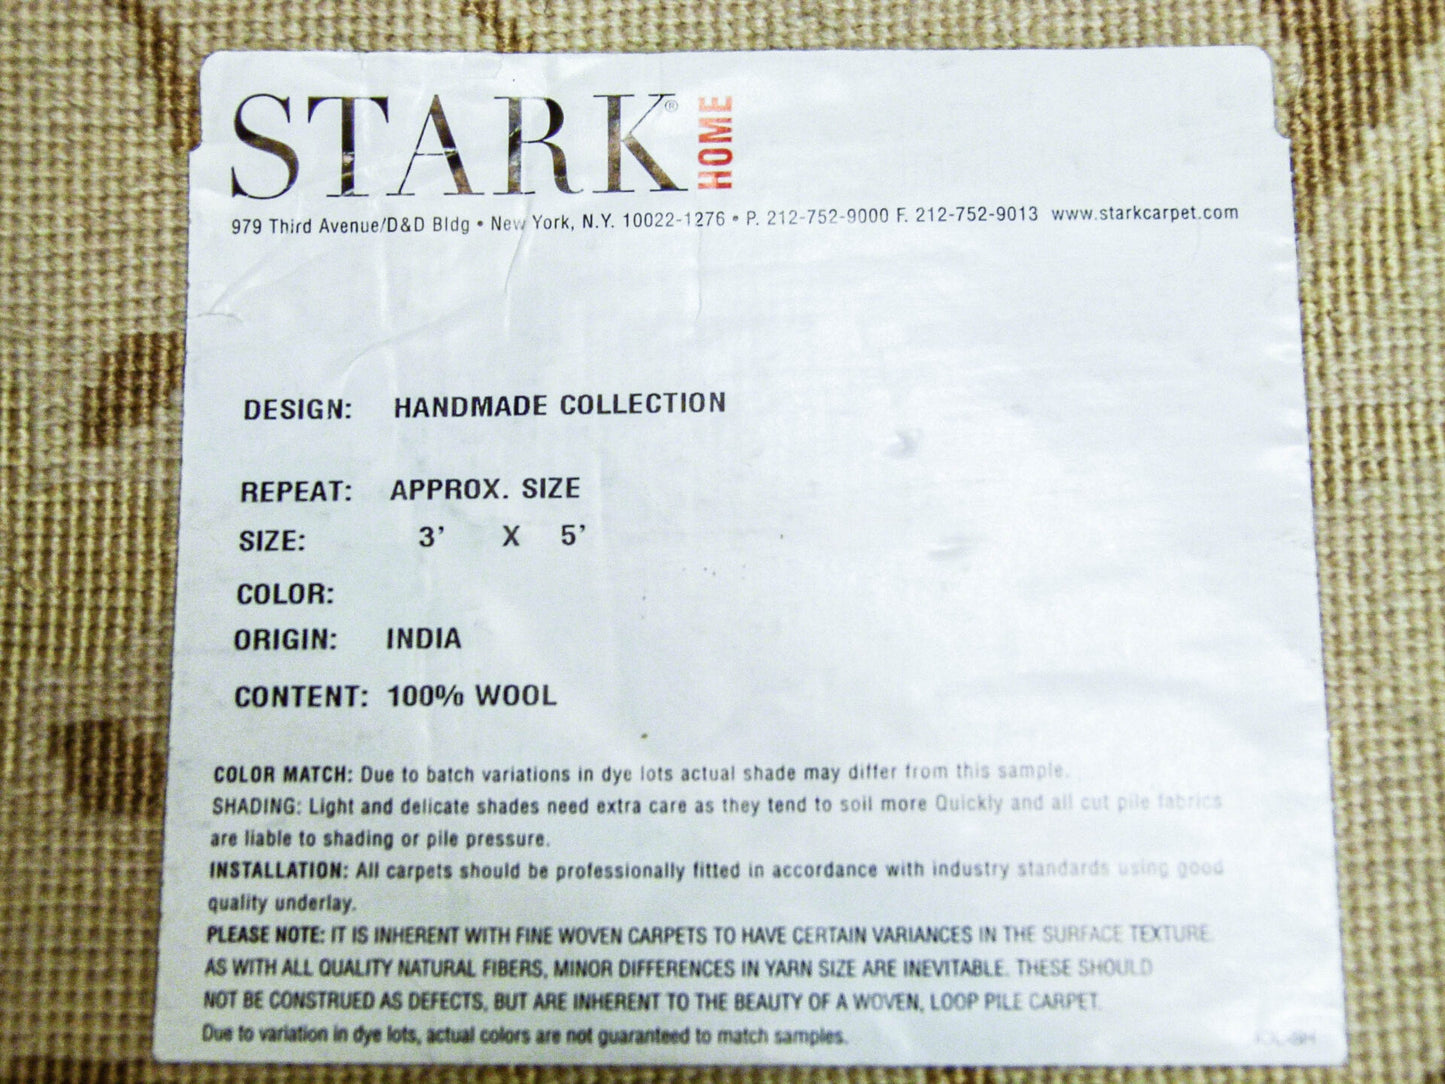 STARK® HOME
979 Third Avenue/D&D Bldg • New York, N.Y. 10022-1276 • P. 212-752-9000 F. 212-752-9013 www.starkcarpet.com
DESIGN: HANDMADE COLLECTION
REPEAT: APPROX. SIZE
SIZE: 3' X 5'
COLOR:
ORIGIN: INDIA
CONTENT: 100% WOOL
COLOR MATCH: Due to batch variations in dye lots actual shade may differ from this sample.
SHADING: Light and delicate shades need extra care as they tend to soil more Quickly and all cut pile fabrics
are liable to shading or pile pressure.
INSTALLATION: All carpets should be professionally fitted in accordance with industry standards using good
quality underlay.
PLEASE NOTE: IT IS INHERENT WITH FINE WOVEN CARPETS TO HAVE CERTAIN VARIANCES IN THE SURFACE TEXTURE
AS WITH ALL QUALITY NATURAL FIBERS, MINOR DIFFERENCES IN YARN SIZE ARE INEVITABLE. THESE SHOULD
NOT BE CONSTRUED AS DEFECTS, BUT ARE INHERENT TO THE BEAUTY OF A WOVEN, LOOP PILE CARPET.
Due to variation in dye lots, actual colors are not guaranteed to match samples.